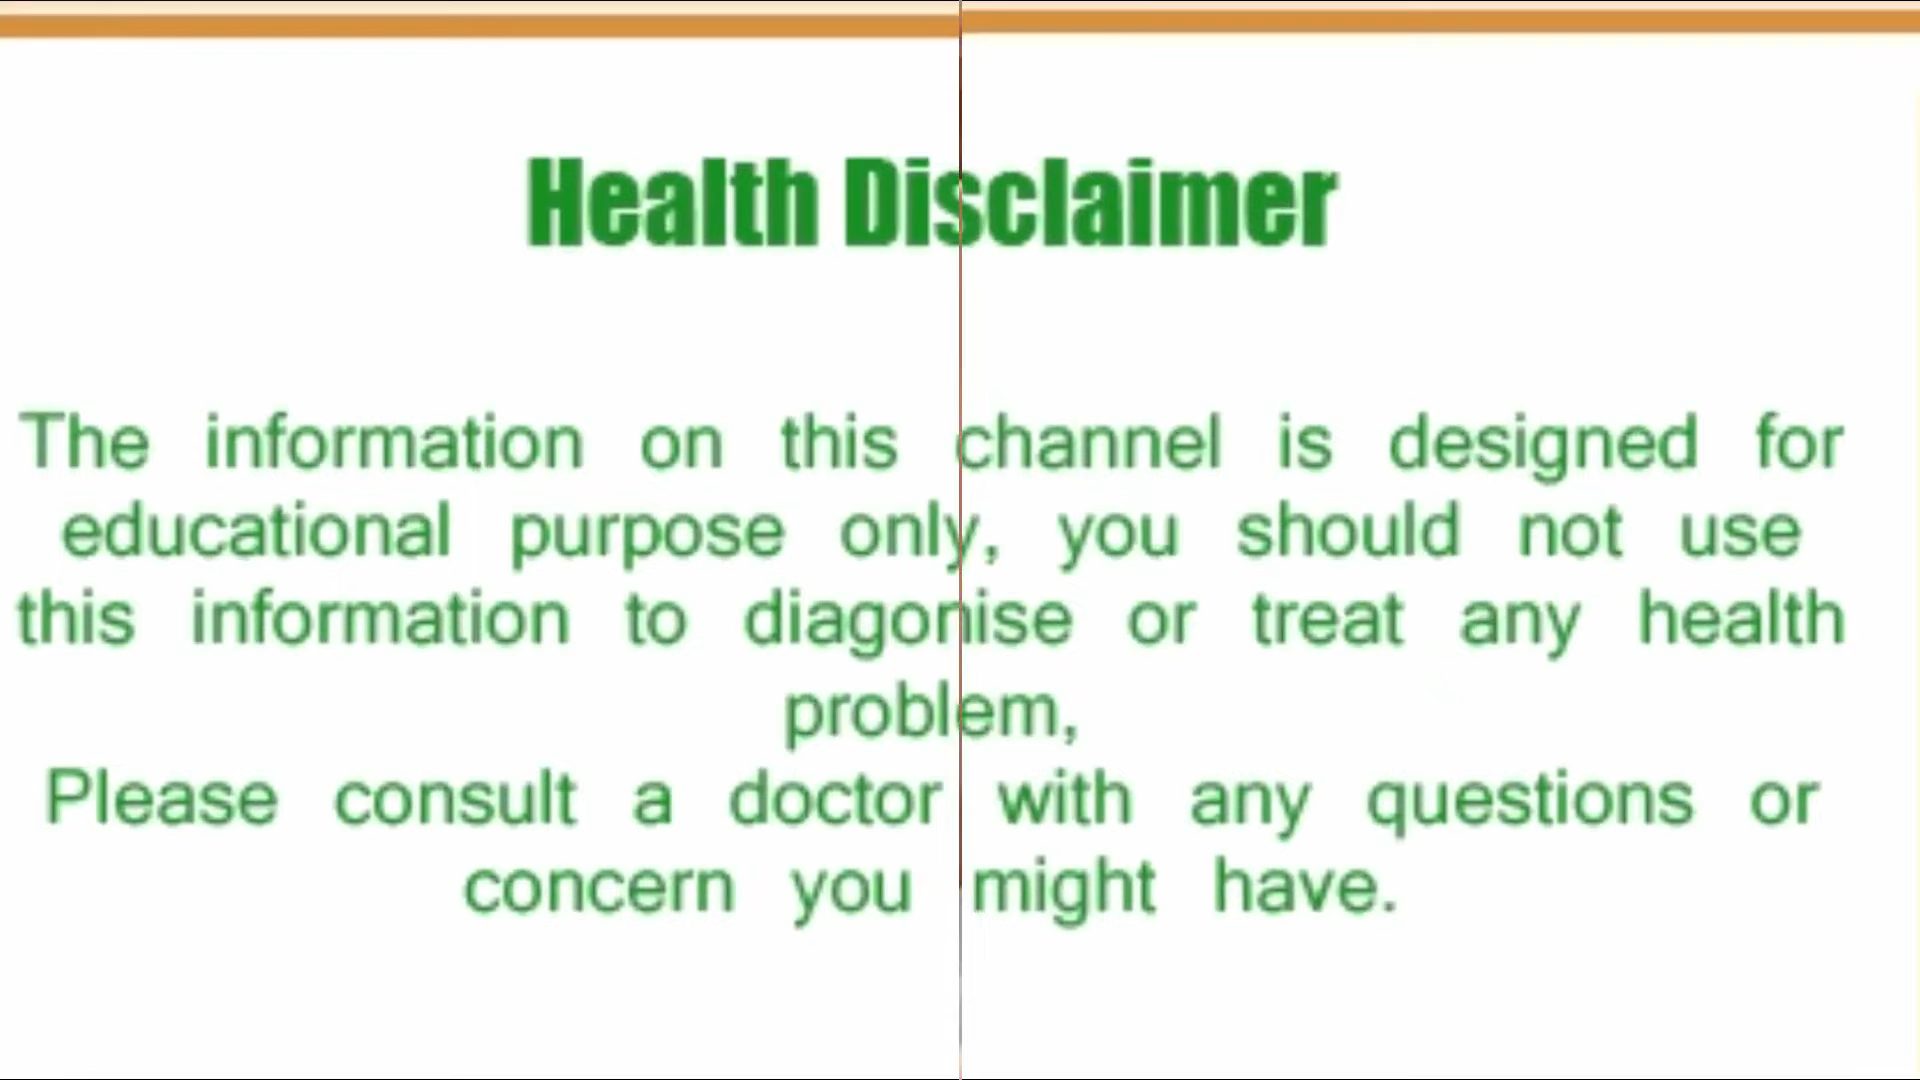 Health Disclaimer
The information on this channel is designed for
educational purpose only, you should not use
this information to diagonise or treat any health
problem,
Please consult a doctor with any questions or
concern you might have.